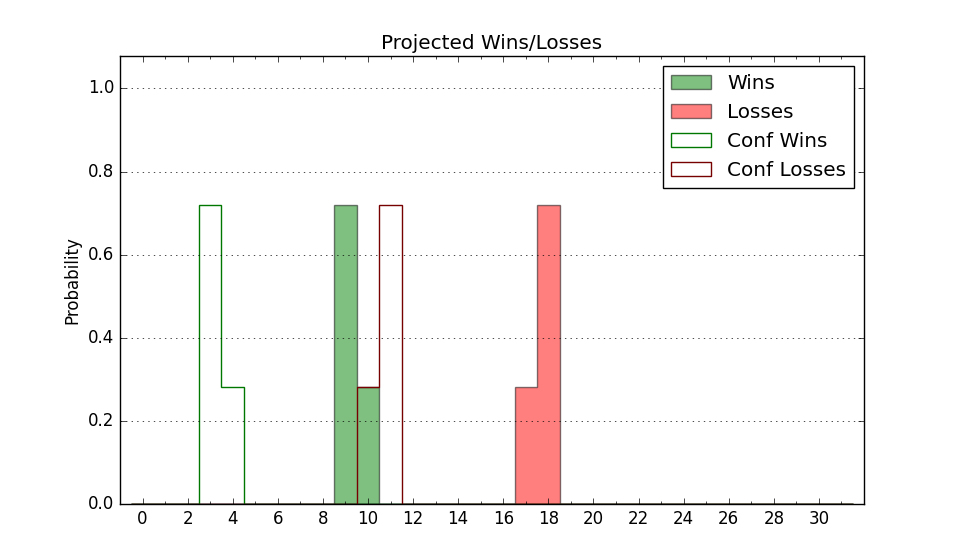 Projected Wins/Losses
Wins
Losses
Conf Wins
Conf Losses
Probability
1.0
0.8
0.6
0.4
0.2
0.0
0 2 4 6 8 10 12 14 16 18 20 22 24 26 28 30